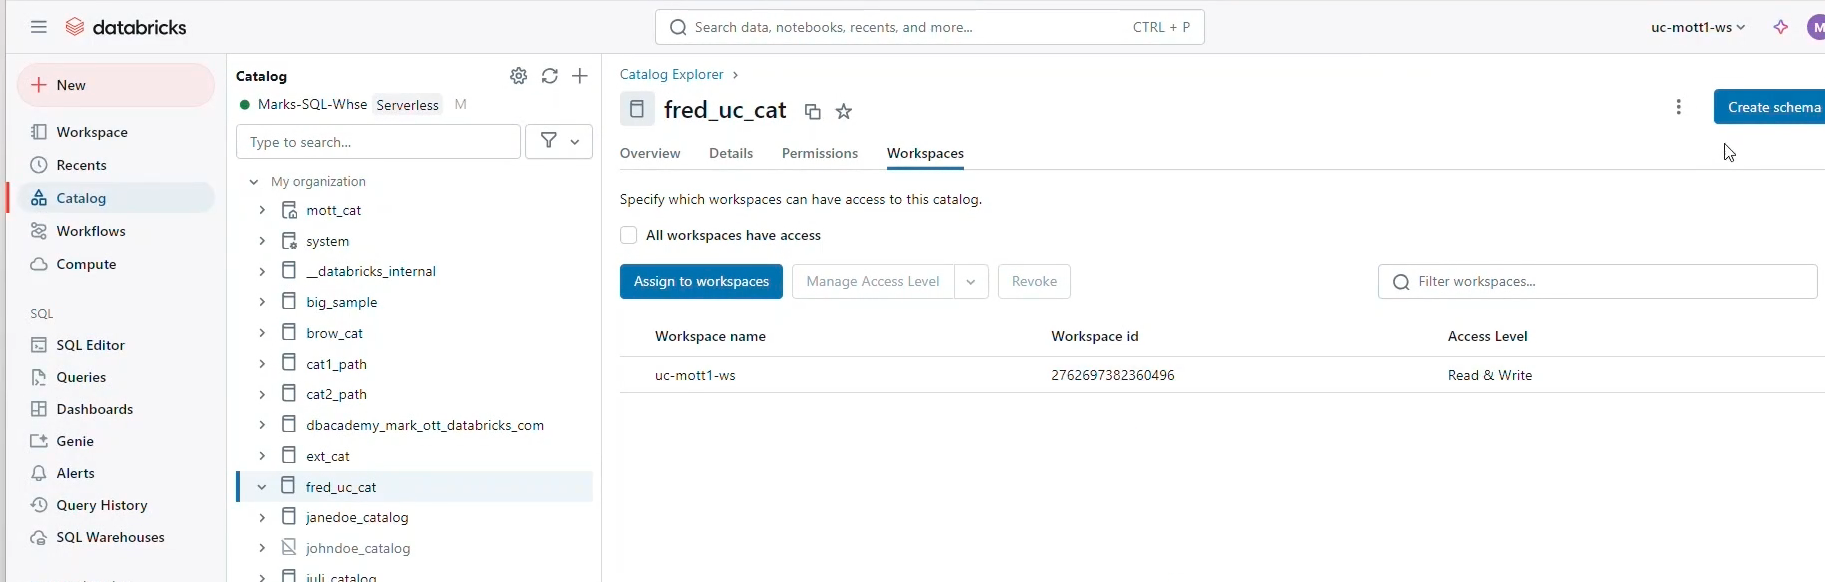 databricks
Search data, notebooks, recents, and more... CTRL + P
uc-mott1-ws
M
New
Workspace
Recents
Catalog
Workflows
Compute
SQL
SQL Editor
Queries
Dashboards
Genie
Alerts
Query History
SQL Warehouses
Catalog
Marks-SQL-Whse Serverless M
Type to search...
My organization
mott_cat
system
__databricks_internal
big_sample
brow_cat
cat1_path
cat2_path
dbacademy_mark_ott_databricks_com
ext_cat
fred_uc_cat
janedoe_catalog
johndoe_catalog
juli_catalog
Catalog Explorer >
fred_uc_cat
Create schema
Overview Details Permissions Workspaces
Specify which workspaces can have access to this catalog.
All workspaces have access
Assign to workspaces Manage Access Level Revoke Filter workspaces...
Workspace name Workspace id Access Level
uc-mott1-ws 2762697382360496 Read & Write